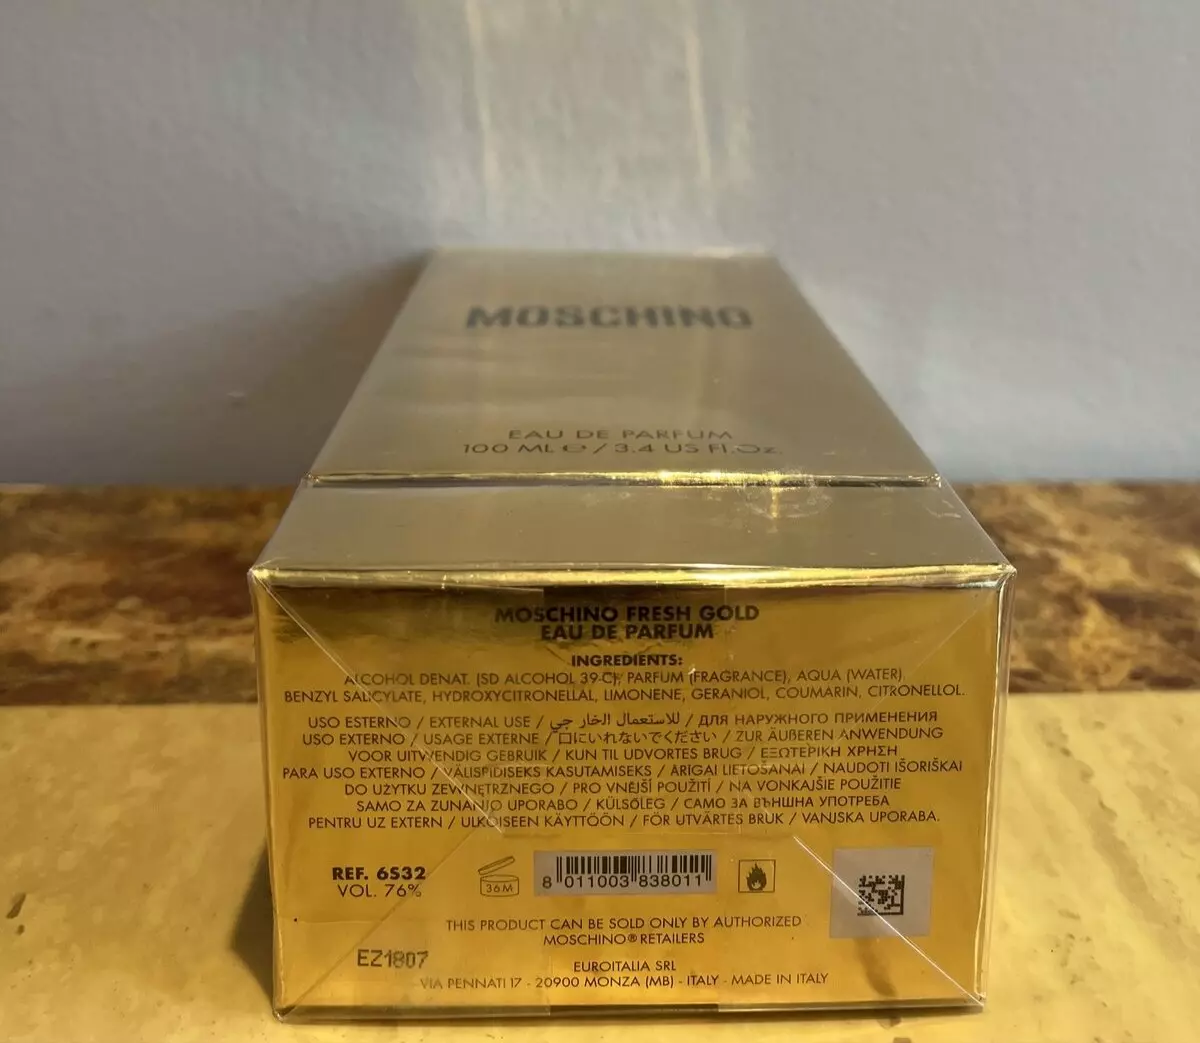 MOSCHINO
EAU DE PARFUM
100 ML ℮ / 3.4 US Fl.Oz.
MOSCHINO FRESH GOLD
EAU DE PARFUM
INGREDIENTS:
ALCOHOL DENAT. (SD ALCOHOL 39-C), PARFUM (FRAGRANCE), AQUA (WATER),
BENZYL SALICYLATE, HYDROXYCITRONELLAL, LIMONENE, GERANIOL, COUMARIN, CITRONELLOL.
USO ESTERNO / EXTERNAL USE / للاستعمال الخار جي / ДЛЯ НАРУЖНОГО ПРИМЕНЕНИЯ
USO EXTERNO / USAGE EXTERNE / 口にいれないでください / ZUR ÄUßEREN ANWENDUNG
VOOR UITWENDIG GEBRUIK / KUN TIL UDVORTES BRUG / ΕΞΩΤΕΡΙΚΗ ΧΡΗΣΗ
PARA USO EXTERNO / VÄLISPIDISEKS KASUTAMISEKS / ĀRĪGAI LIETOŠANAI / NAUDOTI IŠORIŠKAI
DO UŻYTKU ZEWNĘTRZNEGO / PRO VNĚJŠÍ POUŽITÍ / NA VONKAJŠIE POUŽITIE
SAMO ZA ZUNANJO UPORABO / KÜLSŐLEG / САМО ЗА ВЪНШНА УПОТРЕБА
PENTRU UZ EXTERN / ULKOISEEN KÄYTTÖÖN / FÖR UTVÄRTES BRUK / VANJSKA UPORABA.
REF. 6S32
VOL. 76%
36M
8 011003 838011
THIS PRODUCT CAN BE SOLD ONLY BY AUTHORIZED
MOSCHINO® RETAILERS
EZ1807
EUROITALIA SRL
VIA PENNATI 17 - 20900 MONZA (MB) - ITALY - MADE IN ITALY